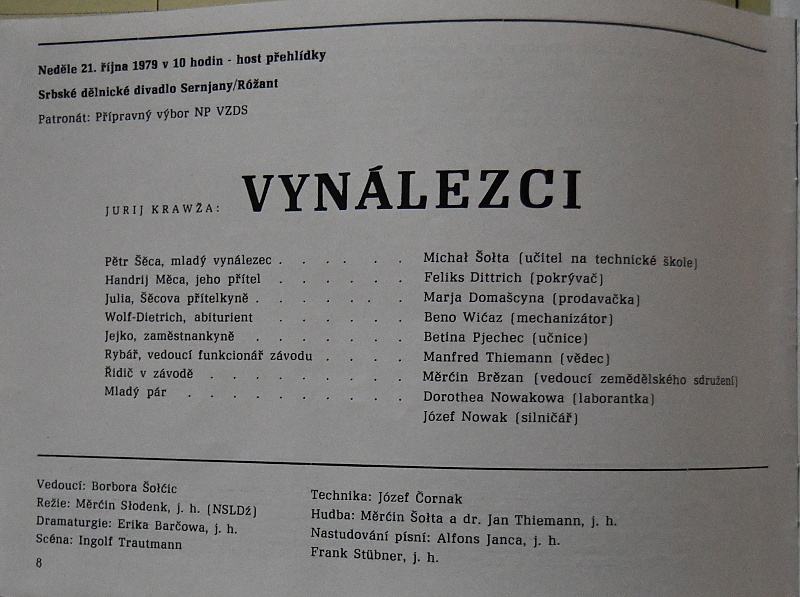 Neděle 21. října 1979 v 10 hodin - host přehlídky
Srbské dělnické divadlo Sernjany/Róžant
Patronát: Přípravný výbor NP VZDS
JURIJ KRAWŽA: VYNÁLEZCI
Pětr Šěca, mladý vynálezec . . . . . Michał Šołta (učitel na technické škole)
Handrij Měca, jeho přítel . . . . . . Feliks Dittrich (pokrývač)
Julia, Šěcova přítelkyně . . . . . . Marja Domašcyna (prodavačka)
Wolf-Dietrich, abiturient . . . . . . Beno Wićaz (mechanizátor)
Jejko, zaměstnankyně . . . . . . Betina Pjechec (učnice)
Rybář, vedoucí funkcionář závodu . . . . Manfred Thiemann (vědec)
Řidič v závodě . . . . . . . . Měrćin Brězan (vedoucí zemědělského sdružení)
Mladý pár . . . . . . . . Dorothea Nowakowa (laborantka)
Józef Nowak (silničář)
Vedoucí: Borbora Šołćic
Režie: Měrćin Słodenk, j. h. (NSLDź)
Dramaturgie: Erika Barčowa, j. h.
Scéna: Ingolf Trautmann
Technika: Józef Čornak
Hudba: Měrćin Šołta a dr. Jan Thiemann, j. h.
Nastudování písní: Alfons Janca, j. h.
Frank Stübner, j. h.
8